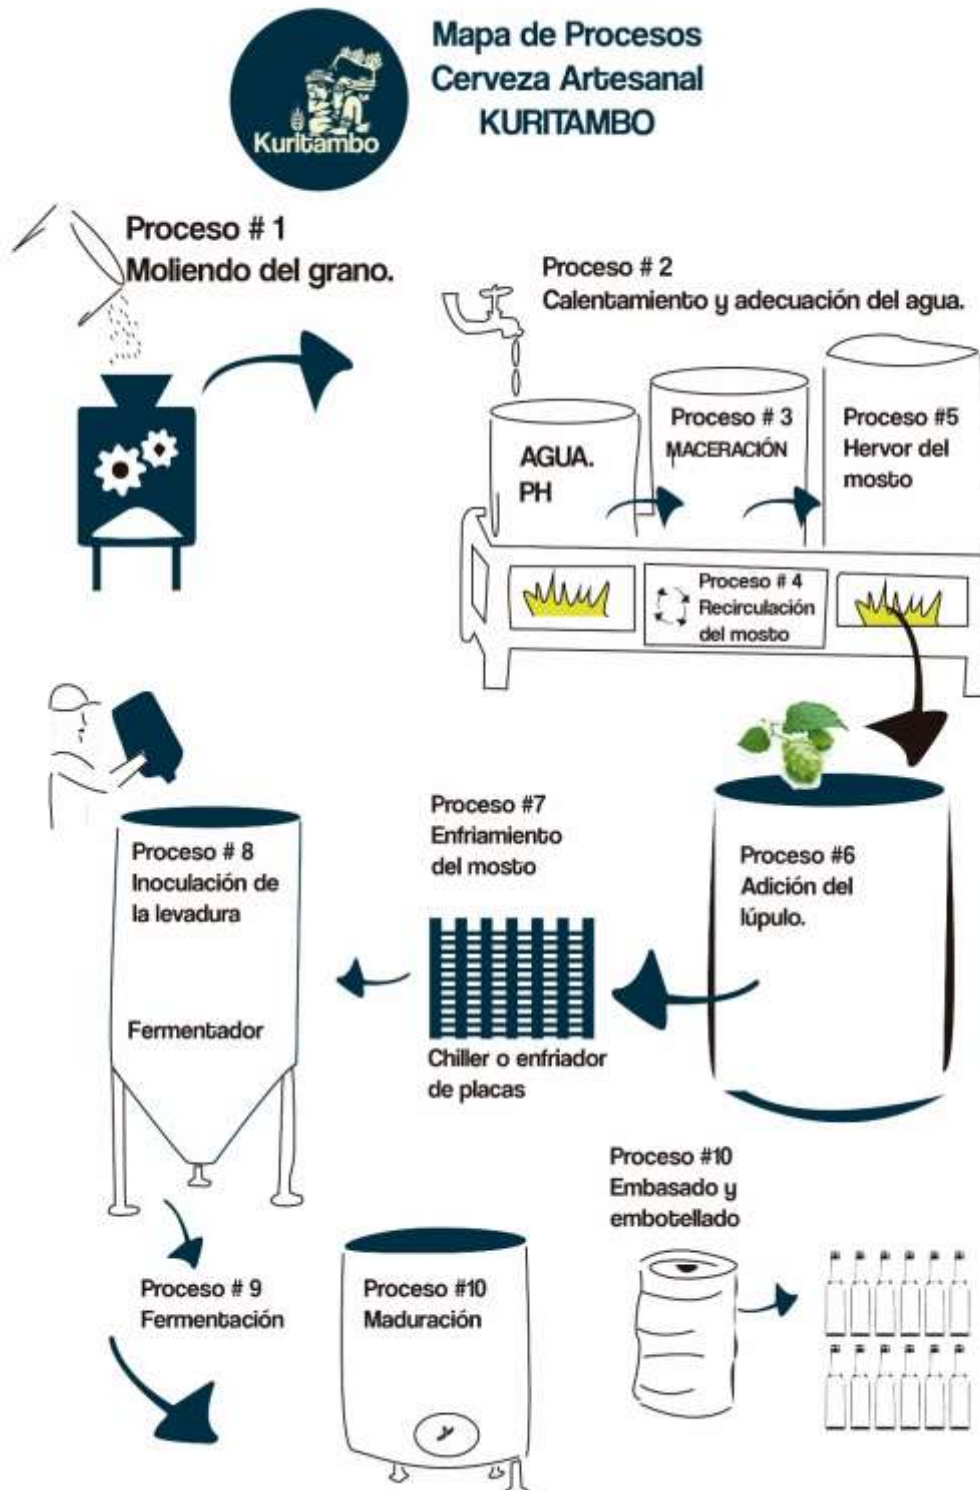 Mapa de Procesos
Cerveza Artesanal
KURITAMBO
Kuritambo
Proceso # 1
Moliendo del grano.
Proceso # 2
Calentamiento y adecuación del agua.
AGUA.
PH
Proceso # 3
MACERACIÓN
Proceso #5
Hervor del
mosto
Proceso # 4
Recirculación
del mosto
Proceso #6
Adición del
lúpulo.
Proceso #7
Enfriamiento
del mosto
Chiller o enfriador
de placas
Proceso # 8
Inoculación de
la levadura
Fermentador
Proceso # 9
Fermentación
Proceso #10
Maduración
Proceso #10
Embasado y
embotellado